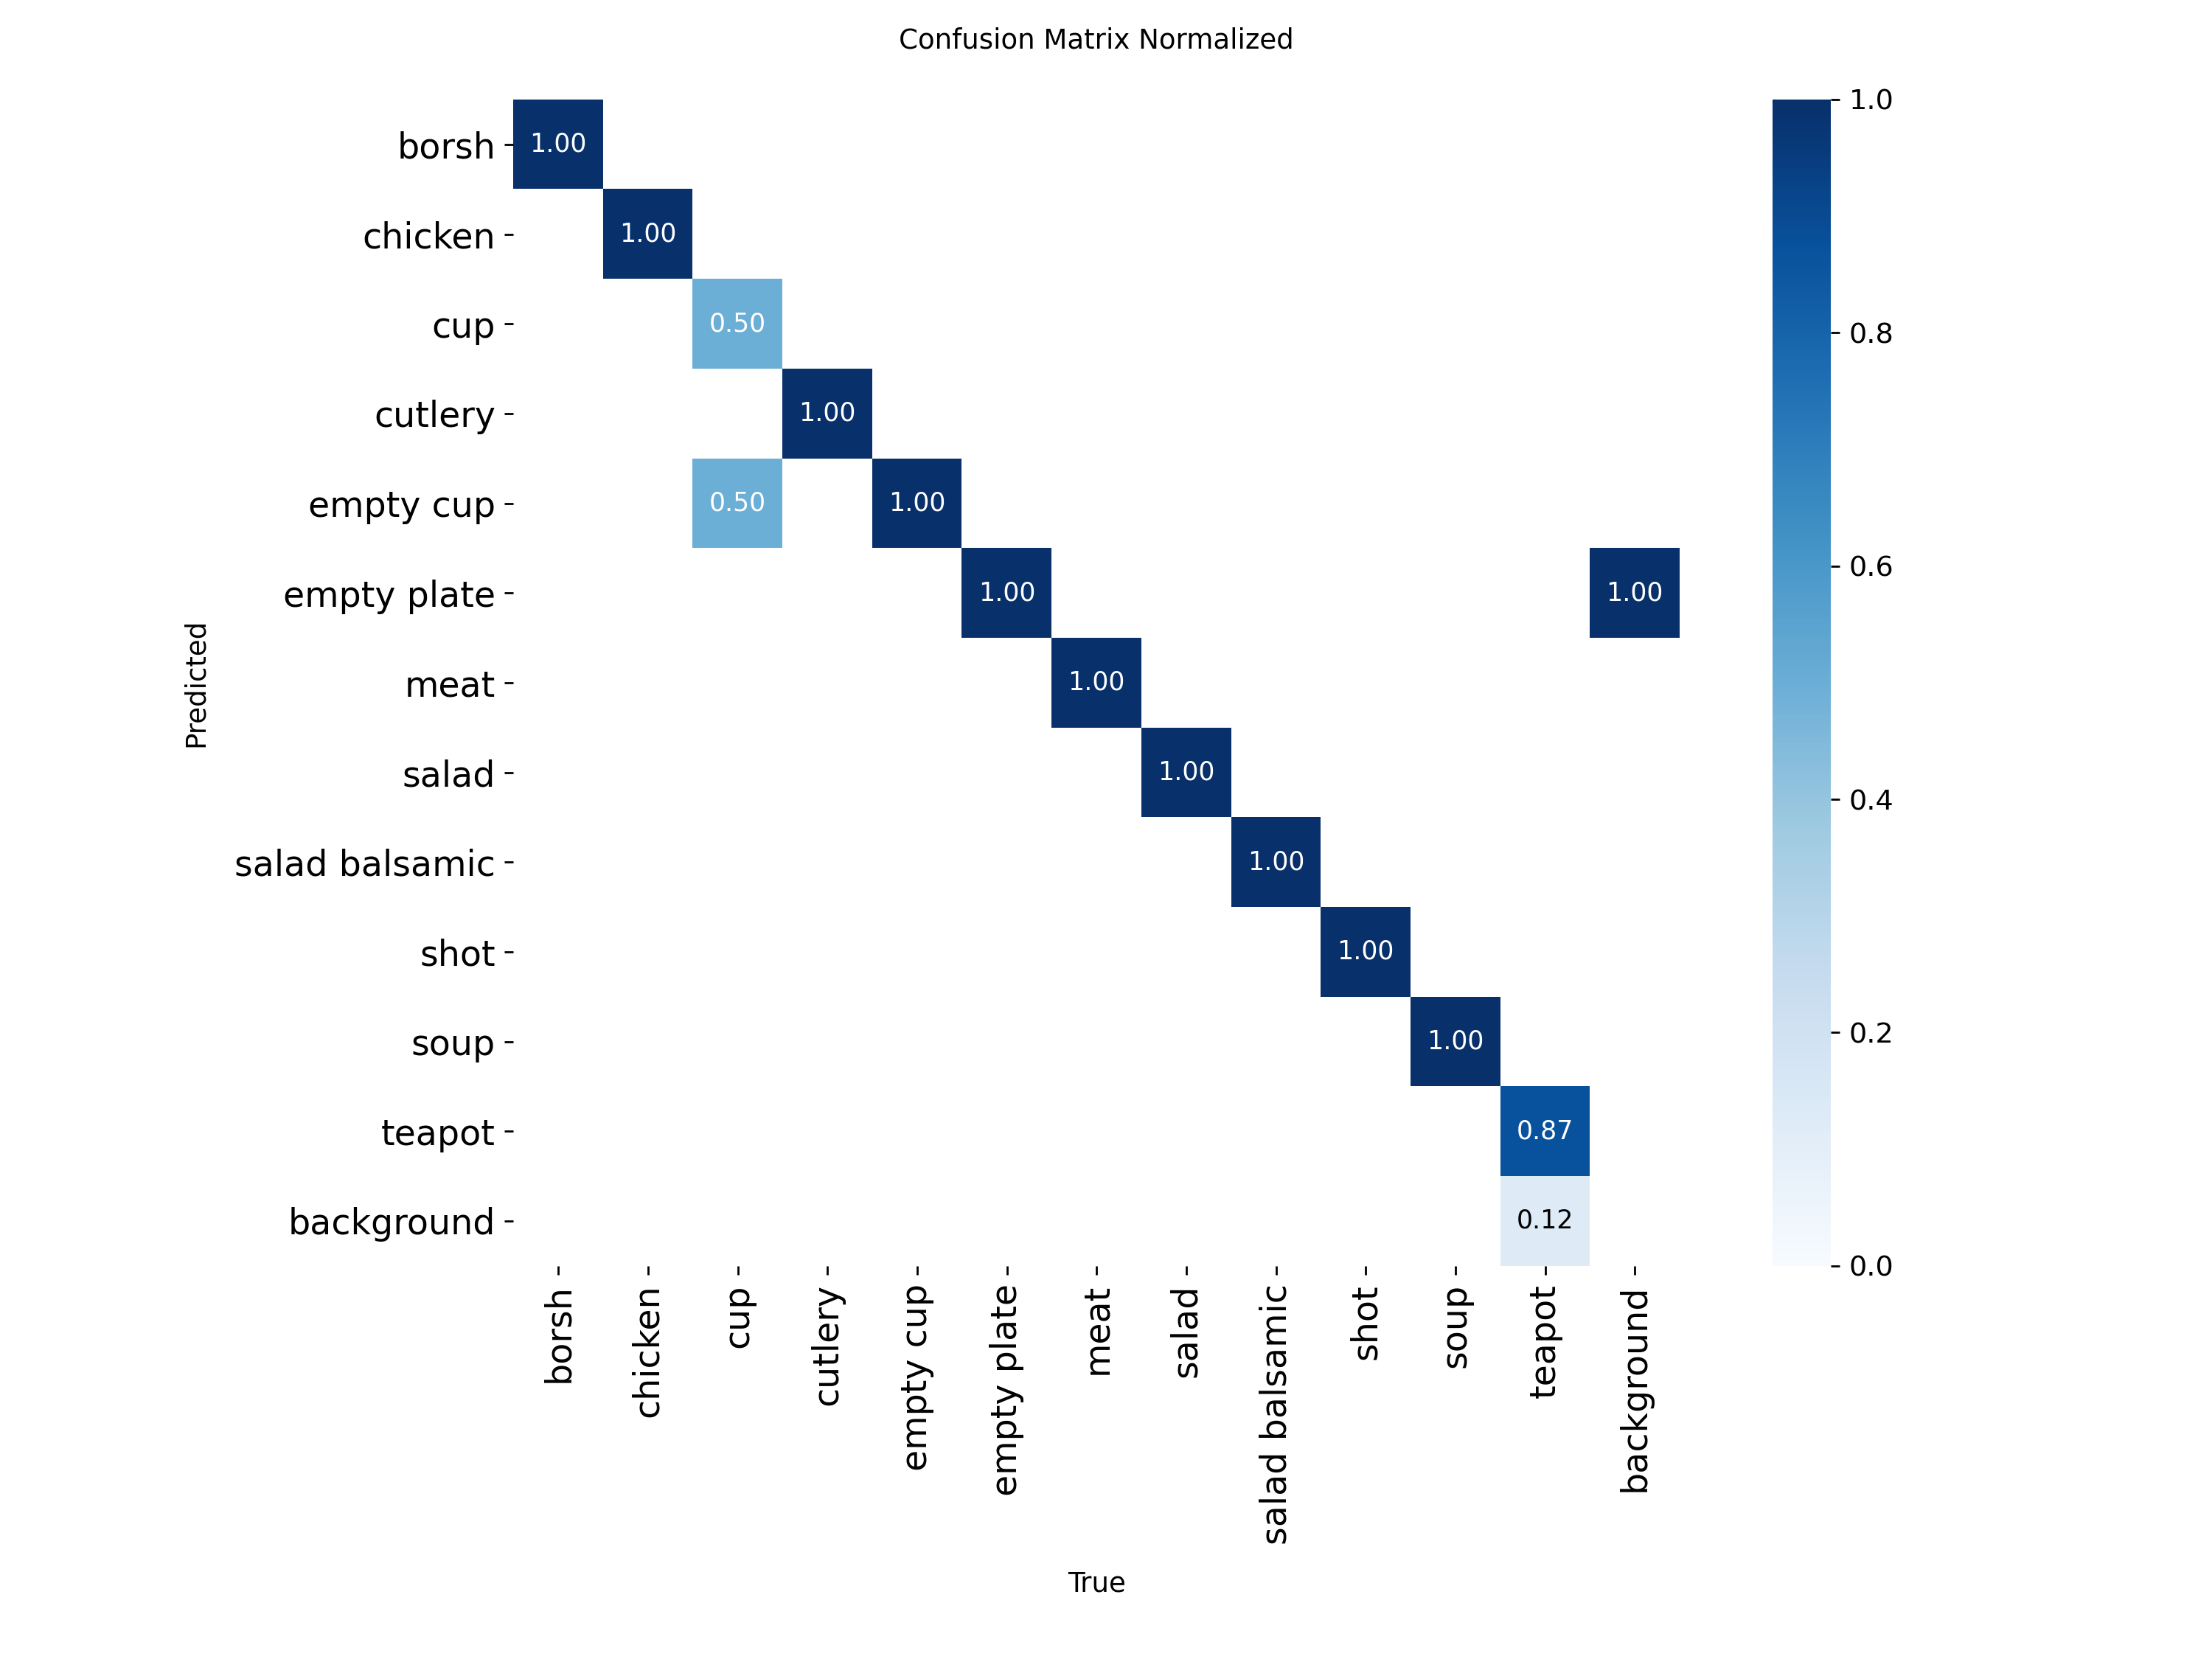 Confusion Matrix Normalized
borsh
chicken
cup
cutlery
empty cup
empty plate
meat
salad
salad balsamic
shot
soup
teapot
background
Predicted
1.00
1.00
0.50
1.00
0.50 1.00
1.00 1.00
1.00
1.00
1.00
1.00
1.00
0.87
0.12
borsh
chicken
cup
cutlery
empty cup
empty plate
meat
salad
salad balsamic
shot
soup
teapot
background
True
1.0
0.8
0.6
0.4
0.2
0.0